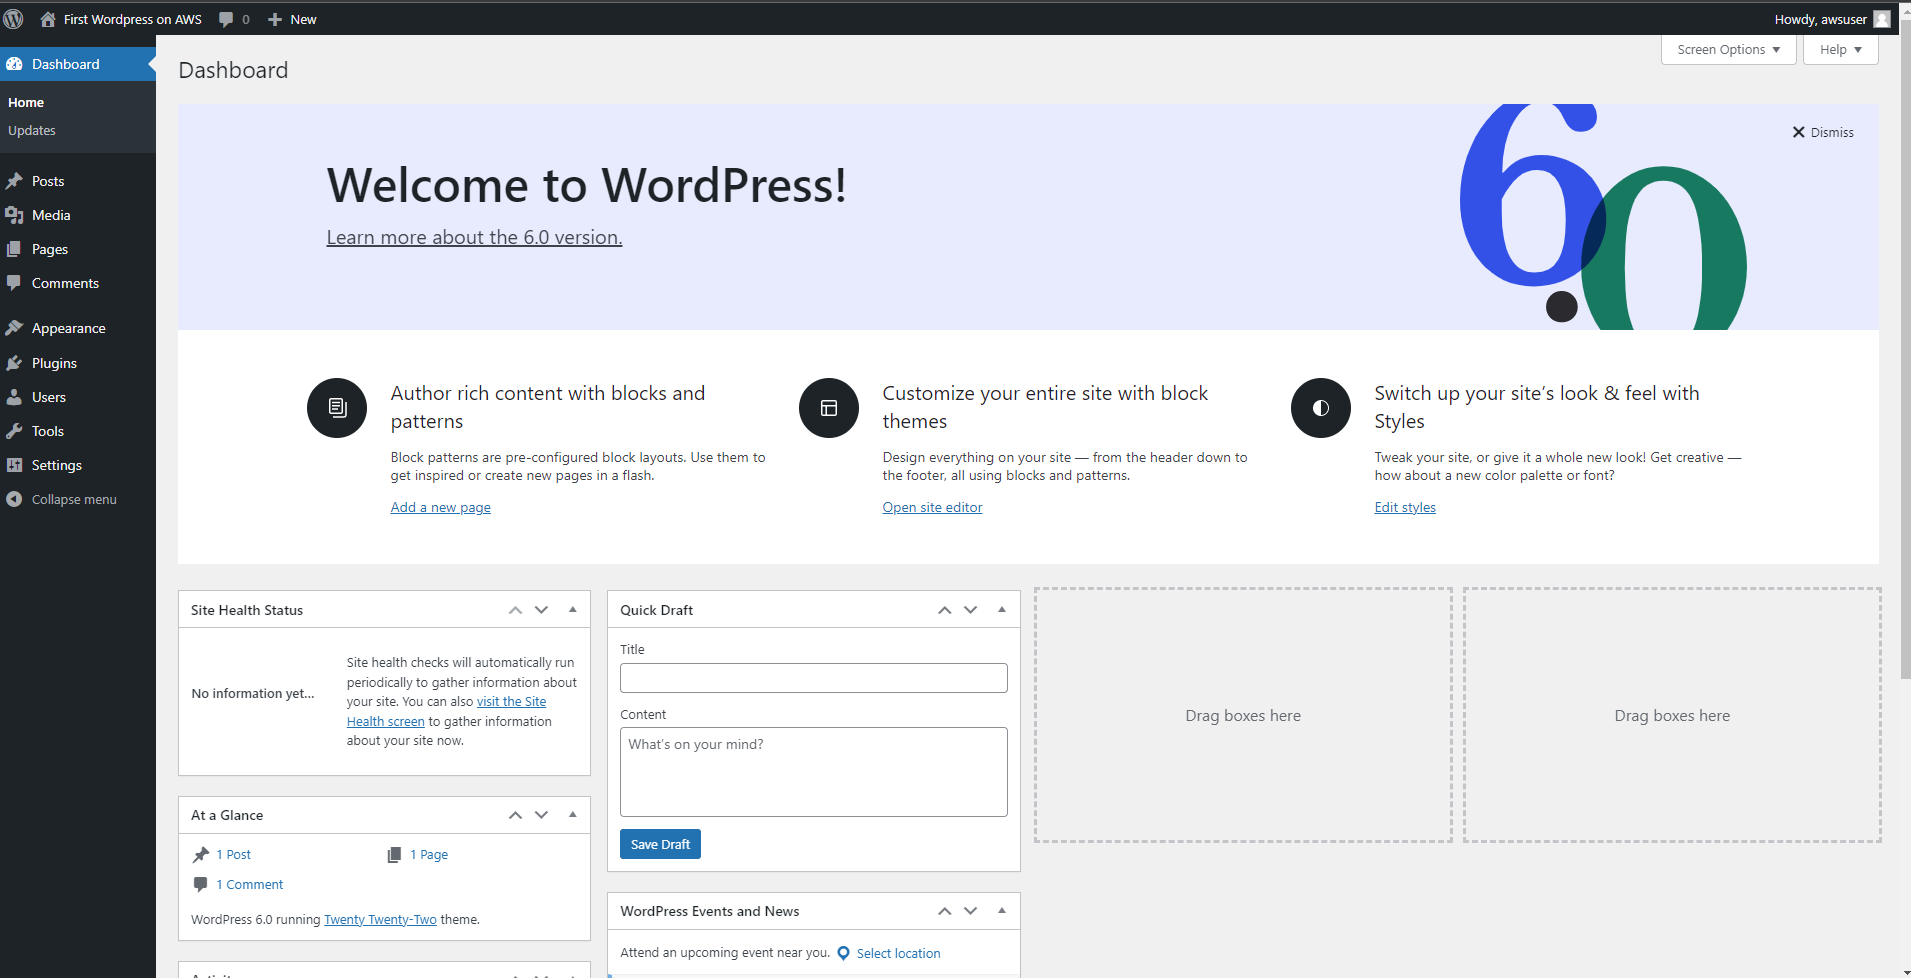 First Wordpress on AWS 0 New Howdy, awsuser
Dashboard
Home
Updates
Posts
Media
Pages
Comments
Appearance
Plugins
Users
Tools
Settings
Collapse menu
Screen Options Help
Dashboard
Dismiss
Welcome to WordPress!
Learn more about the 6.0 version.
6.0
Author rich content with blocks and
patterns
Block patterns are pre-configured block layouts. Use them to
get inspired or create new pages in a flash.
Add a new page
Customize your entire site with block
themes
Design everything on your site — from the header down to
the footer, all using blocks and patterns.
Open site editor
Switch up your site’s look & feel with
Styles
Tweak your site, or give it a whole new look! Get creative —
how about a new color palette or font?
Edit styles
Site Health Status
No information yet...
Site health checks will automatically run
periodically to gather information about
your site. You can also visit the Site
Health screen to gather information
about your site now.
At a Glance
1 Post 1 Page
1 Comment
WordPress 6.0 running Twenty Twenty-Two theme.
Quick Draft
Title
Content
What’s on your mind?
Save Draft
WordPress Events and News
Attend an upcoming event near you. Select location
Drag boxes here
Drag boxes here